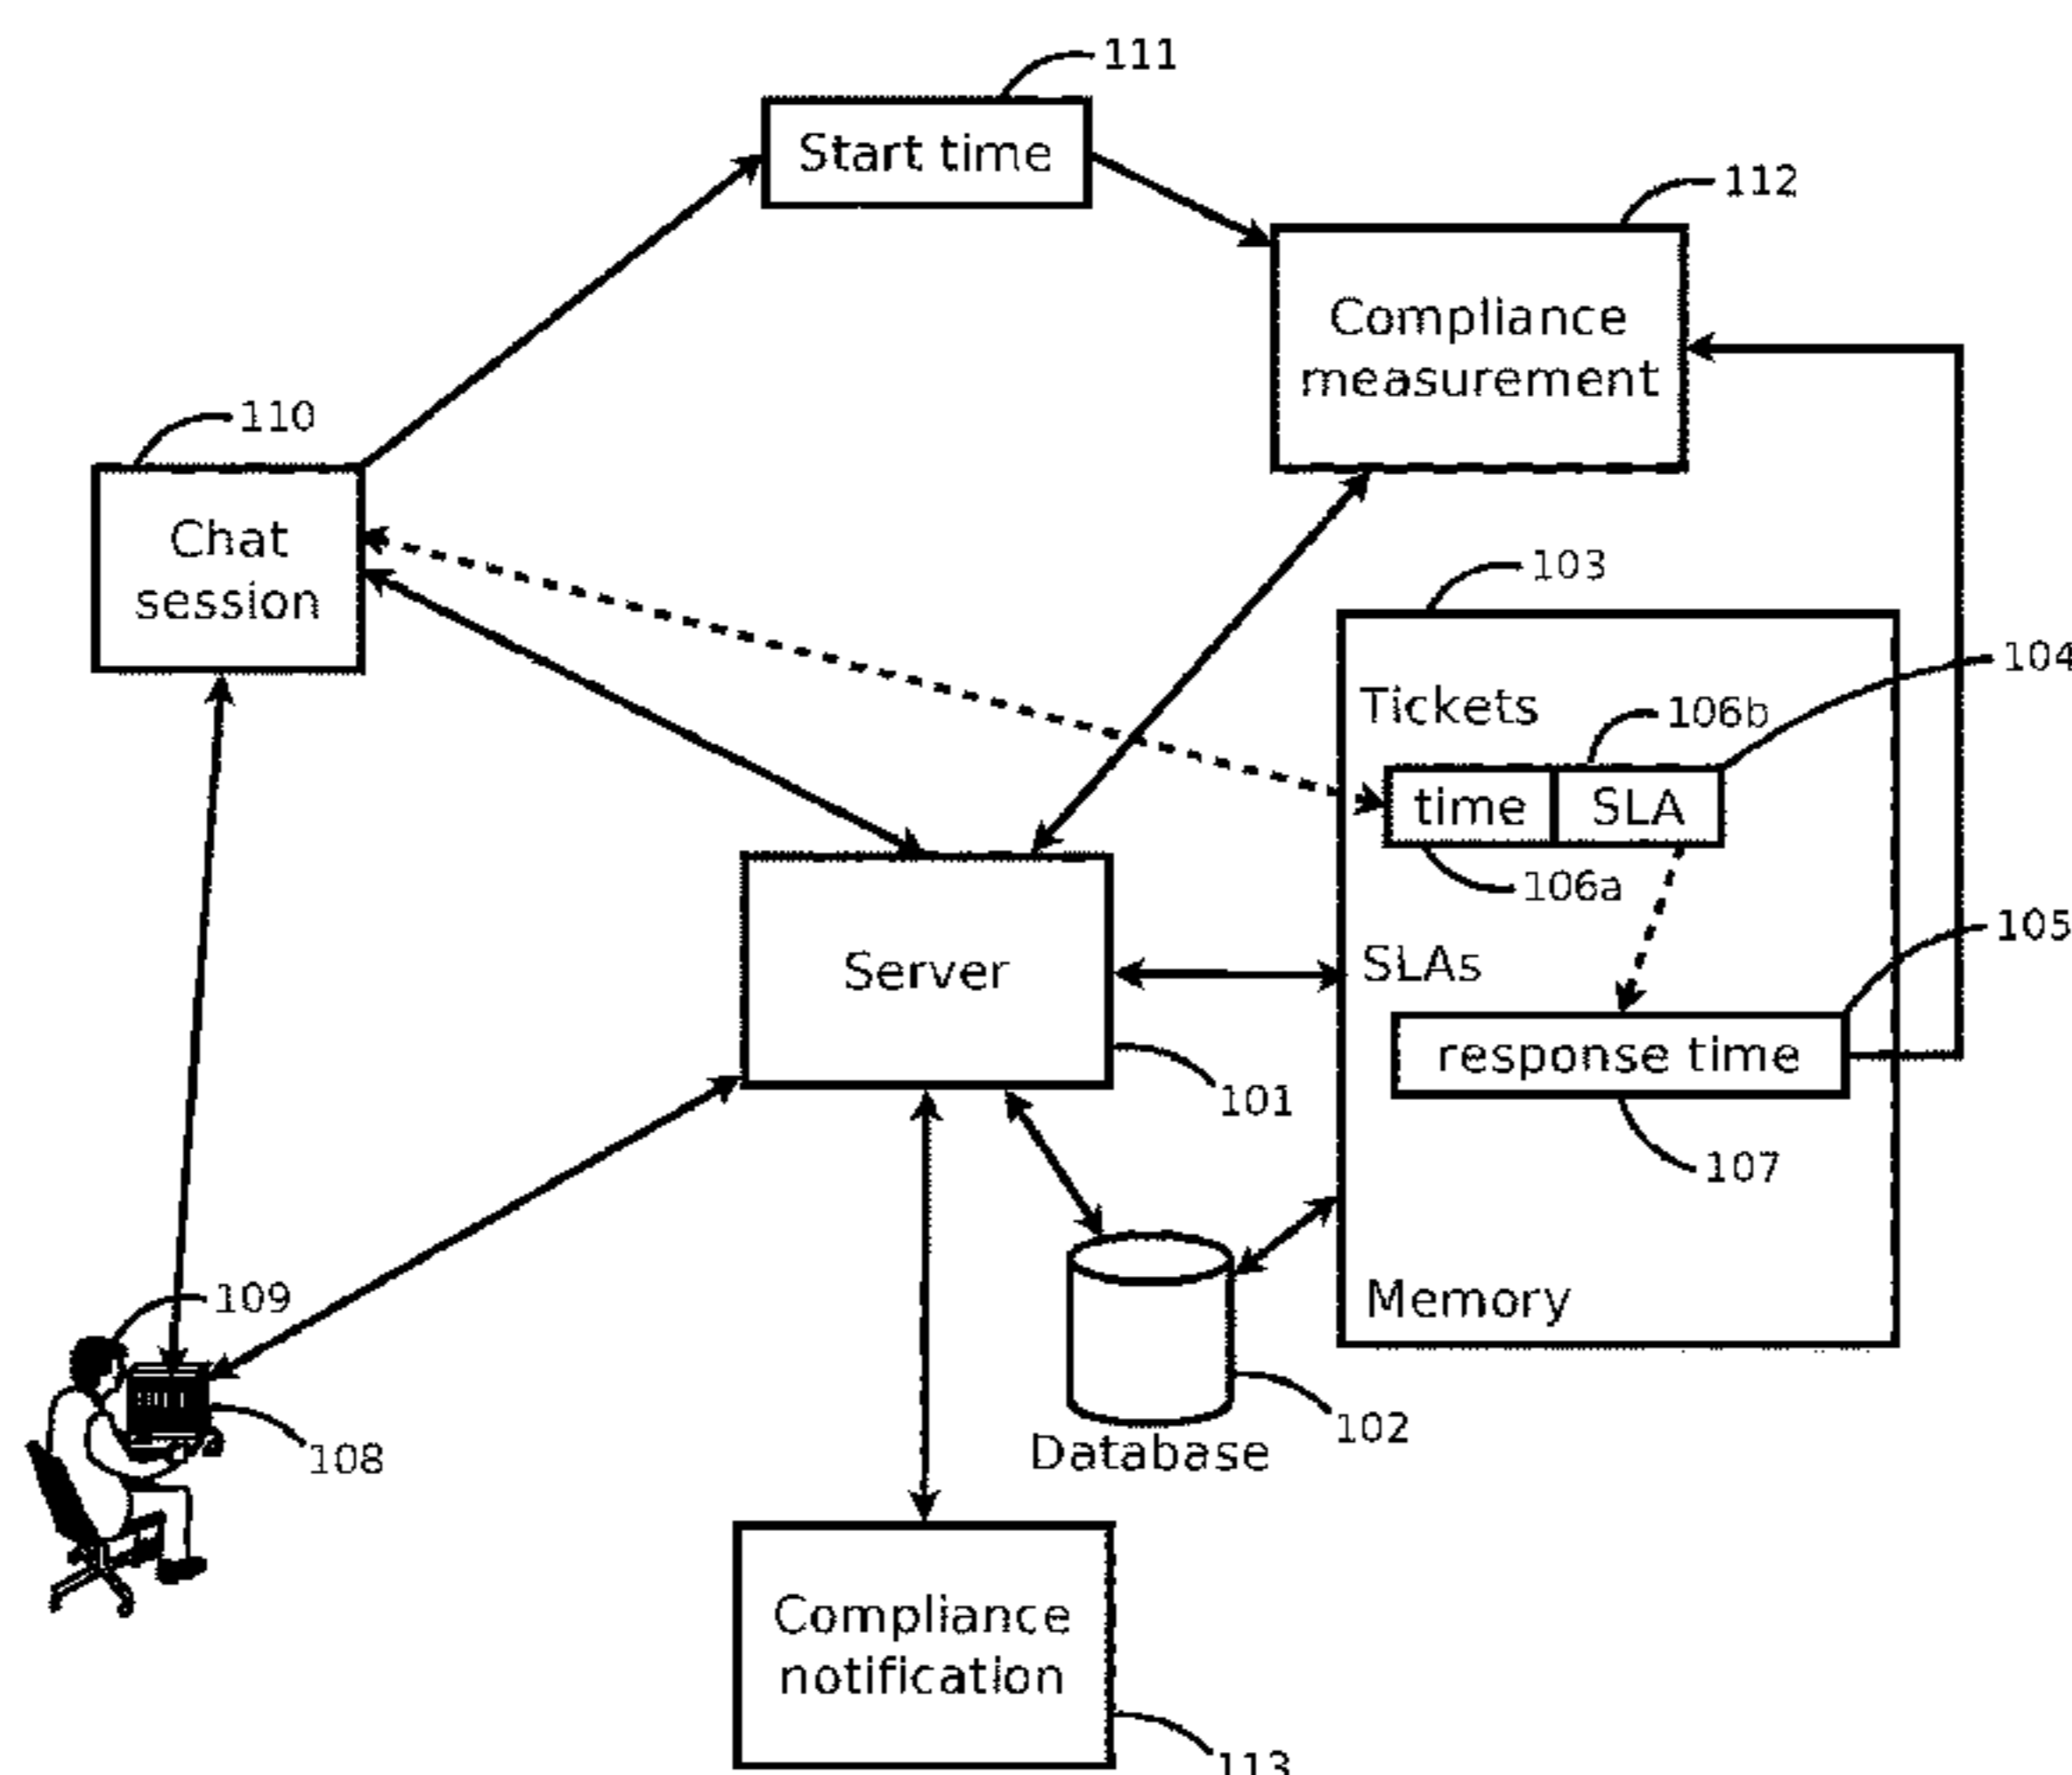 111
Start time
112
Compliance
measurement
110
Chat
session
103
104
Tickets
106b
time
SLA
106a
105
SLAs
Server
response time
101
107
109
Memory
102
108
Database
Compliance
notification
113